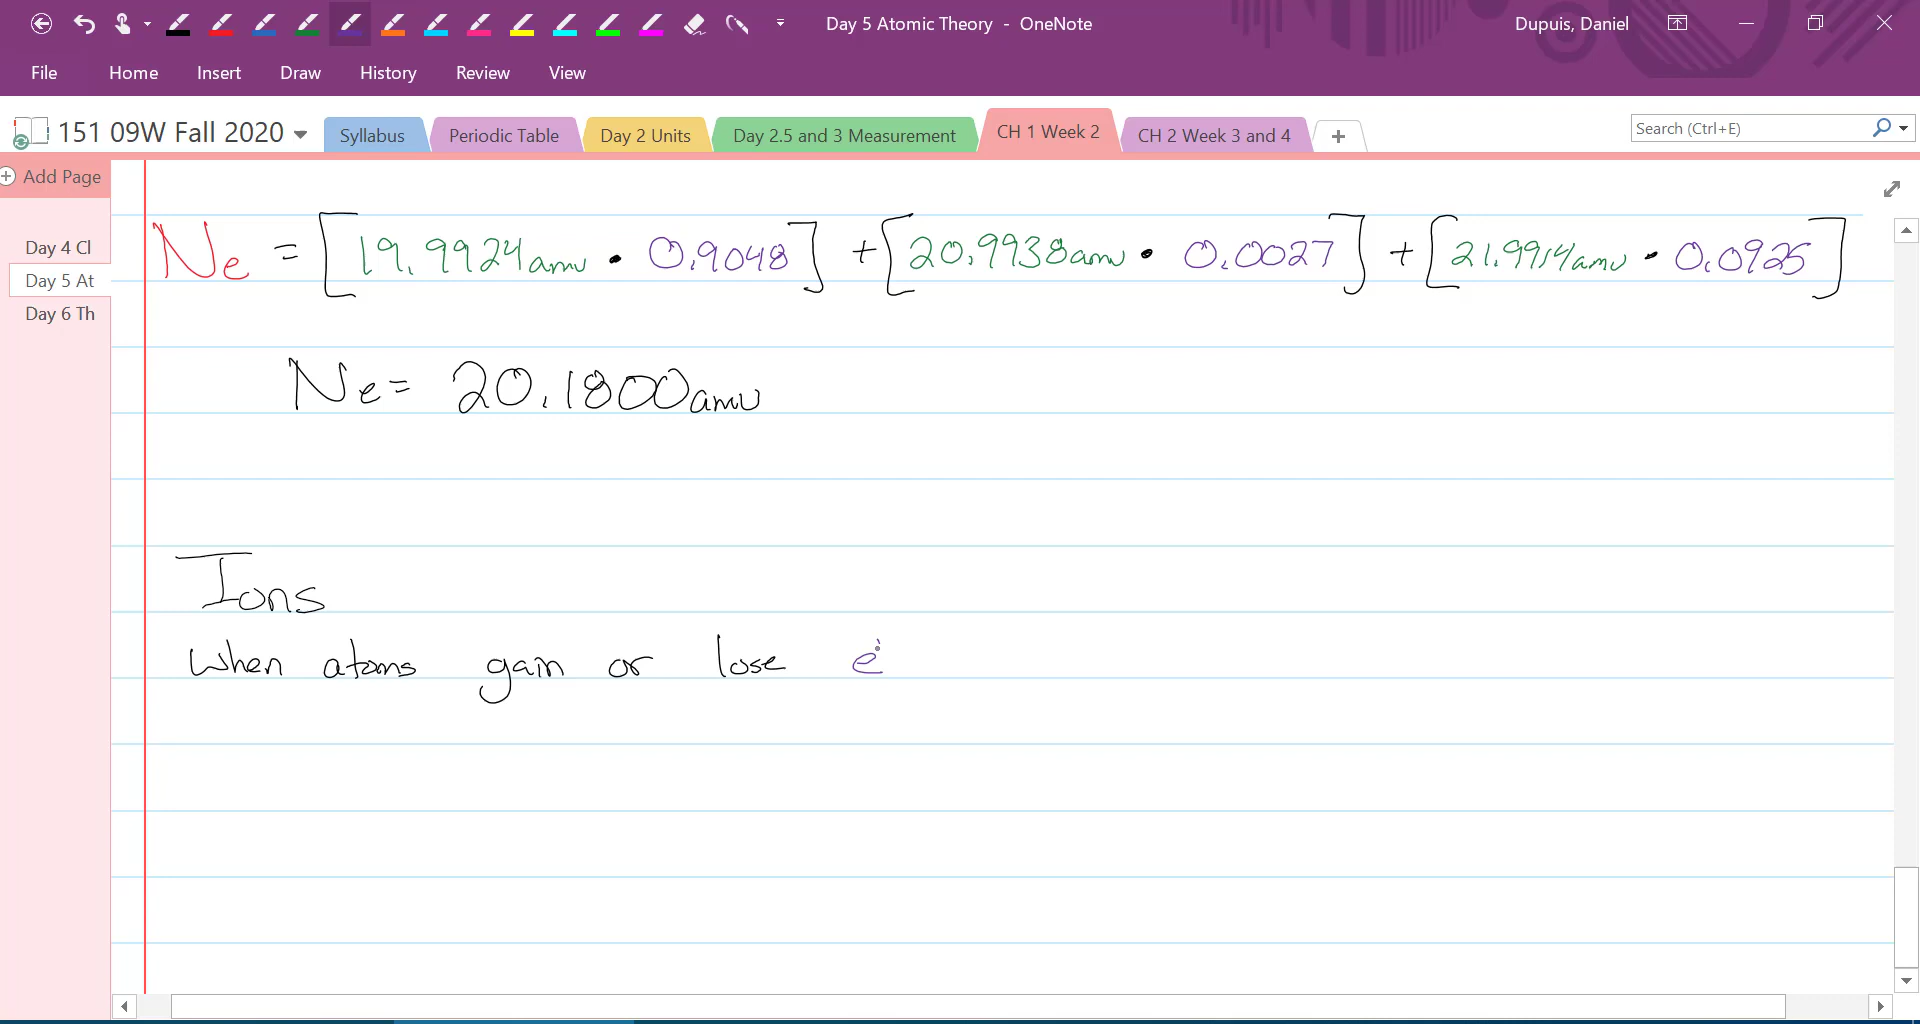 Day 5 Atomic Theory - OneNote
Dupuis, Daniel
File Home Insert Draw History Review View
151 09W Fall 2020
Syllabus Periodic Table Day 2 Units Day 2.5 and 3 Measurement CH 1 Week 2 CH 2 Week 3 and 4 +
Search (Ctrl+E)
Add Page
Day 4 Cl
Day 5 At
Day 6 Th
Ne = [19.9924amu • 0.9048] + [20.9938amu • 0.0027] + [21.9914amu • 0.0925]
Ne = 20.1800amu
Ions
When atoms gain or lose e